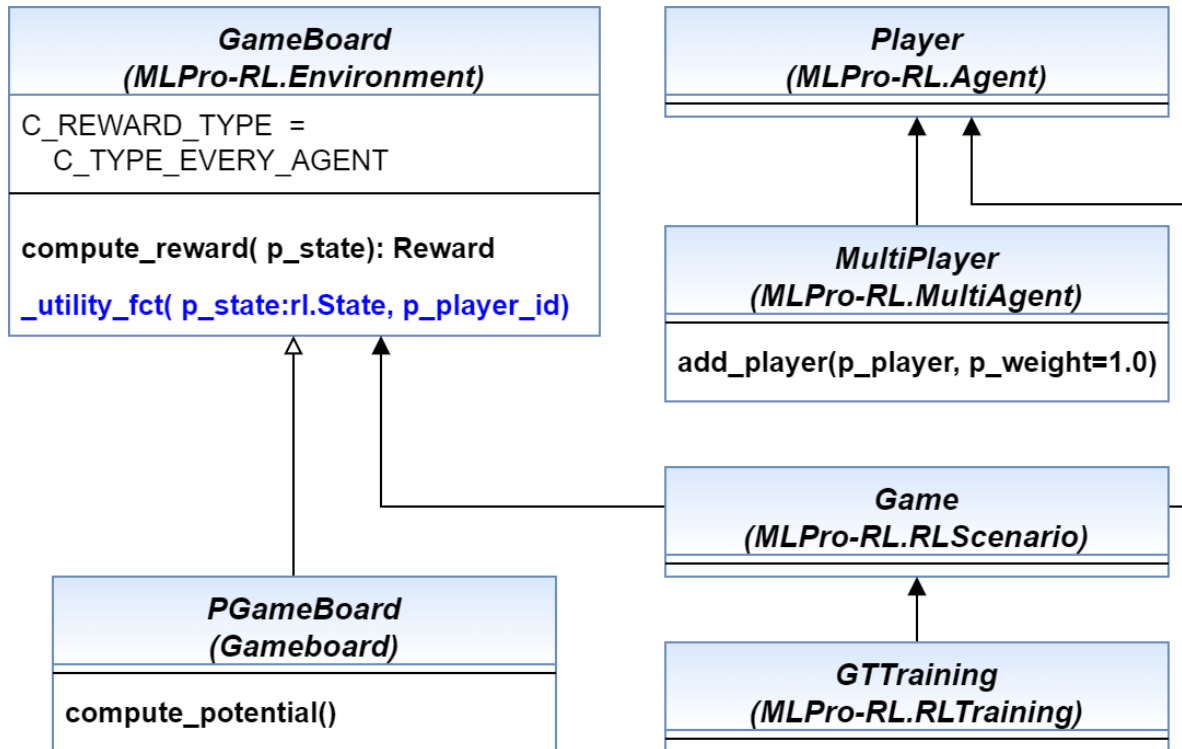 GameBoard
(MLPro-RL.Environment)
C_REWARD_TYPE =
C_TYPE_EVERY_AGENT
compute_reward( p_state): Reward
_utility_fct( p_state:rl.State, p_player_id)
Player
(MLPro-RL.Agent)
MultiPlayer
(MLPro-RL.MultiAgent)
add_player(p_player, p_weight=1.0)
Game
(MLPro-RL.RLScenario)
PGameBoard
(Gameboard)
compute_potential()
GTTraining
(MLPro-RL.RLTraining)